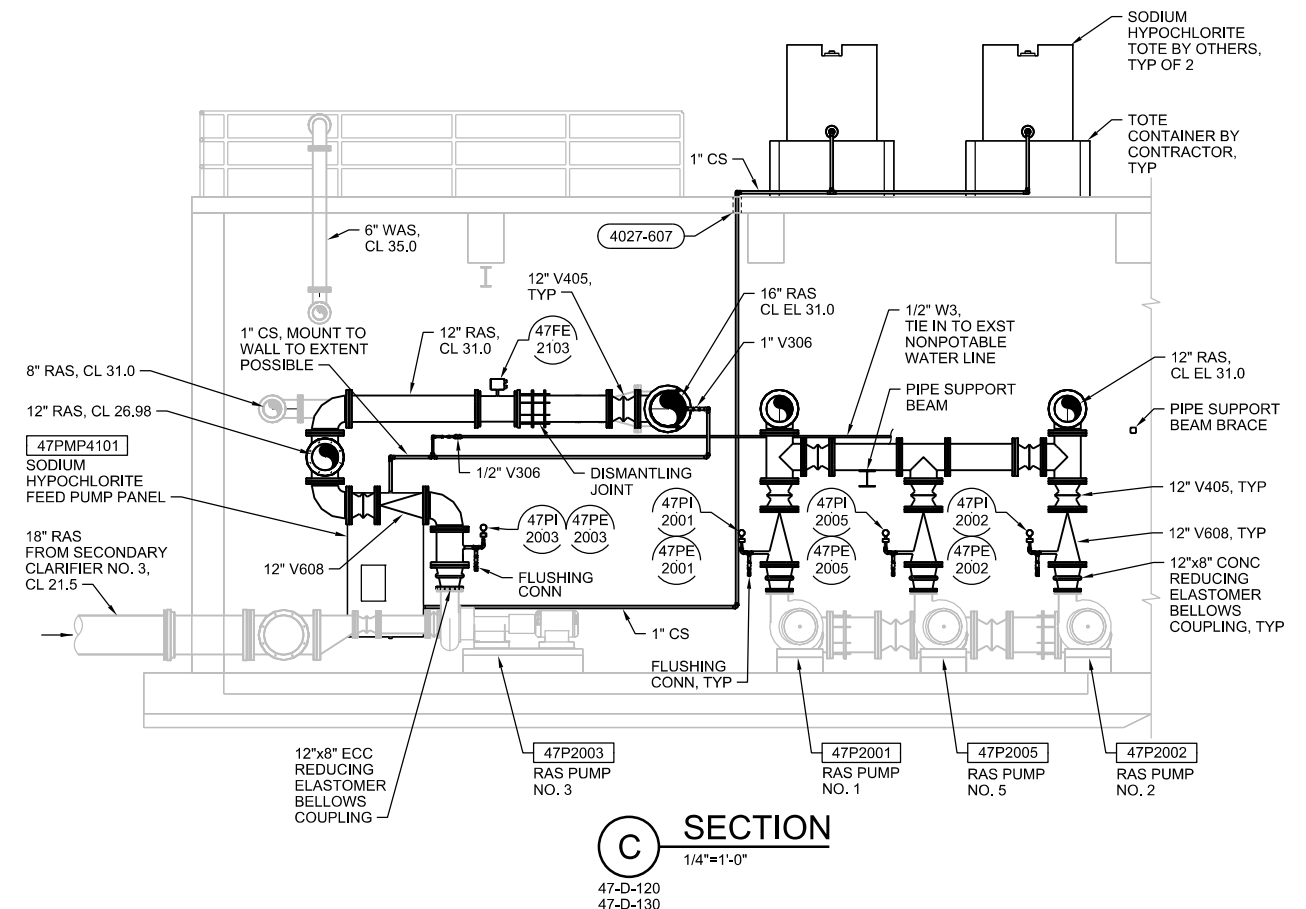 SODIUM
HYPOCHLORITE
TOTE BY OTHERS,
TYP OF 2
TOTE
CONTAINER BY
CONTRACTOR,
TYP
1" CS
4027-607
6" WAS,
CL 35.0
12" V405,
TYP
16" RAS
CL EL 31.0
1" V306
1/2" W3,
TIE IN TO EXST
NONPOTABLE
WATER LINE
1" CS, MOUNT TO
WALL TO EXTENT
POSSIBLE
12" RAS,
CL 31.0
47FE
2103
12" RAS,
CL EL 31.0
8" RAS, CL 31.0
PIPE SUPPORT
BEAM
PIPE SUPPORT
BEAM BRACE
12" RAS, CL 26.98
47PMP4101
SODIUM
HYPOCHLORITE
FEED PUMP PANEL
1/2" V306
DISMANTLING
JOINT
12" V405, TYP
47PI
2003
47PE
2003
47PI
2001
47PE
2001
47PI
2005
47PE
2005
47PI
2002
47PE
2002
12" V608, TYP
18" RAS
FROM SECONDARY
CLARIFIER NO. 3,
CL 21.5
12" V608
FLUSHING
CONN
12"x8" CONC
REDUCING
ELASTOMER
BELLOWS
COUPLING, TYP
1" CS
FLUSHING
CONN, TYP
12"x8" ECC
REDUCING
ELASTOMER
BELLOWS
COUPLING
47P2003
RAS PUMP
NO. 3
47P2001
RAS PUMP
NO. 1
47P2005
RAS PUMP
NO. 5
47P2002
RAS PUMP
NO. 2
C
SECTION
1/4"=1'-0"
47-D-120
47-D-130